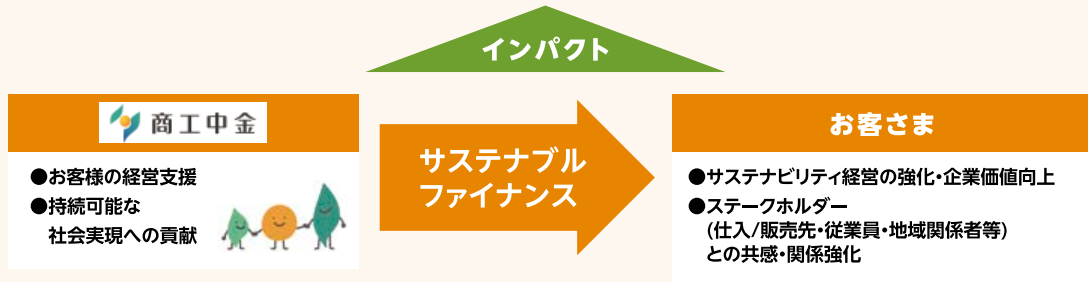 インパクト
商工中金
●お客様の経営支援
●持続可能な
社会実現への貢献
サステナブル
ファイナンス
お客さま
●サステナビリティ経営の強化・企業価値向上
●ステークホルダー
(仕入/販売先・従業員・地域関係者等)
との共感・関係強化